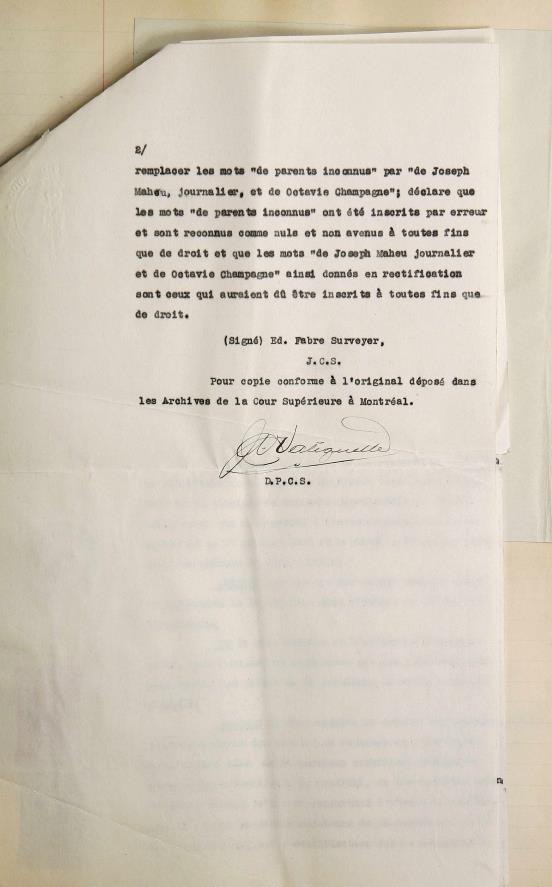 2/
remplacer les mots "de parents inconnus" par "de Joseph
Maheu, journalier, et de Octavie Champagne"; déclare que
les mots "de parents inconnus" ont été inscrits par erreur
et sont reconnus comme nuls et non avenus à toutes fins
que de droit et que les mots "de Joseph Maheu journalier
et de Octavie Champagne" ainsi donnés en rectification
sont ceux qui auraient dû être inscrits à toutes fins que
de droit.
(Signé) Ed. Fabre Surveyer,
J.C.S.
Pour copie conforme à l'original déposé dans
les Archives de la Cour Supérieure à Montréal.
Valiquette
D.P.C.S.